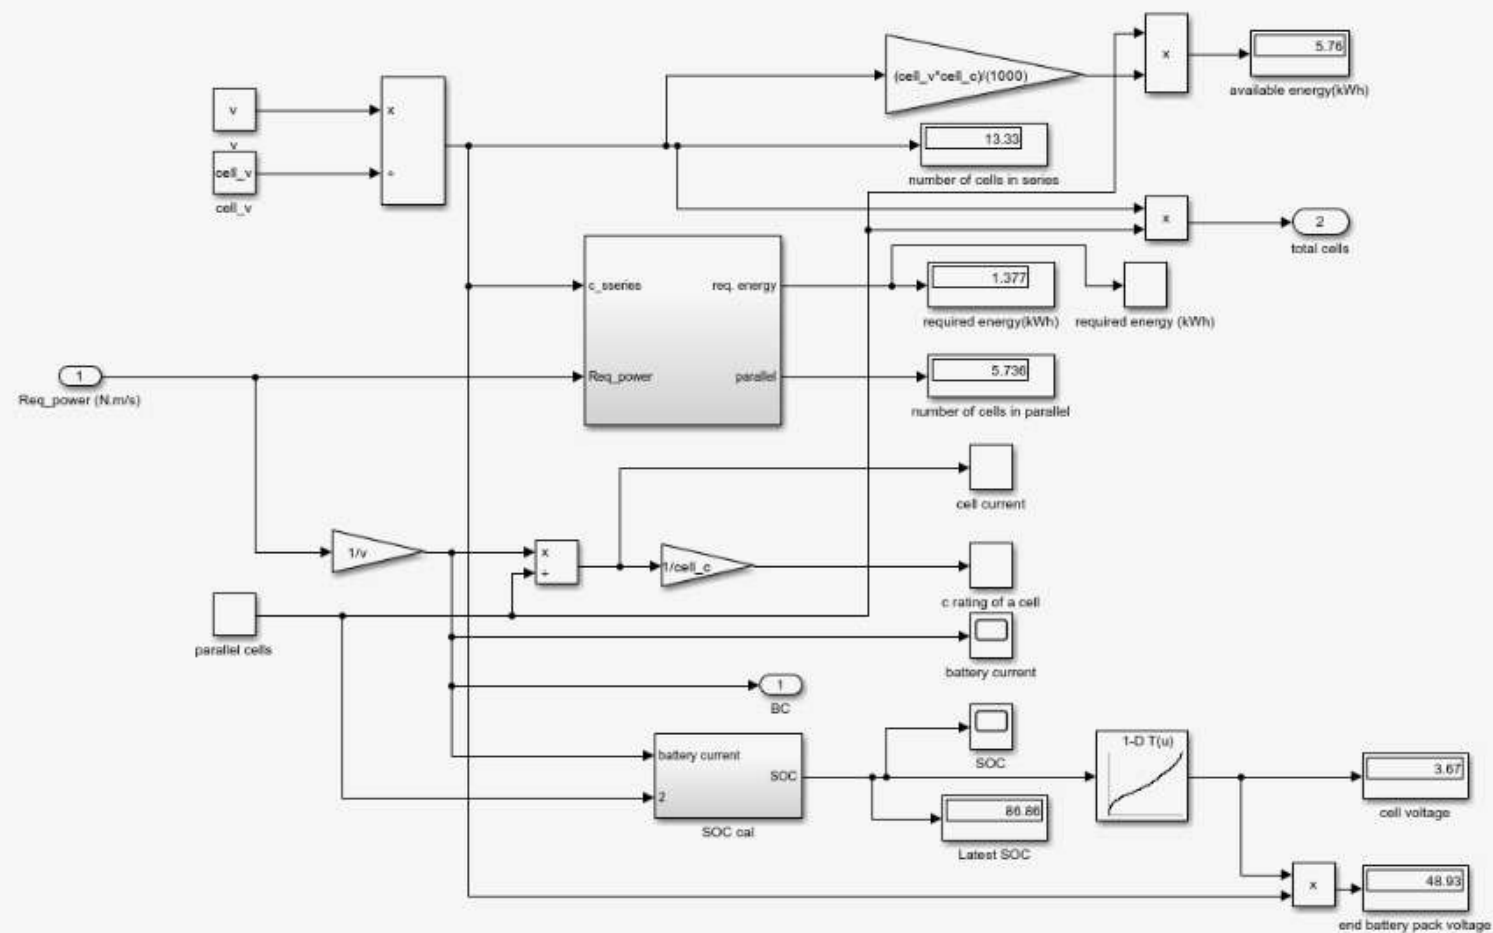 x
5.76
(cell_v*cell_c)/(1000)
available energy(kWh)
v
x
v
13.33
cell_v
÷
number of cells in series
cell_v
x
2
total cells
c_sseries
req. energy
1.377
required energy(kWh)
required energy (kWh)
1
Req_power
parallel
5.736
Req_power (N.m/s)
number of cells in parallel
cell current
1/v
x
÷
1/cell_c
c rating of a cell
parallel cells
battery current
1
BC
1-D T(u)
battery current
SOC
SOC
3.67
2
86.86
cell voltage
SOC cal
Latest SOC
x
48.93
end battery pack voltage